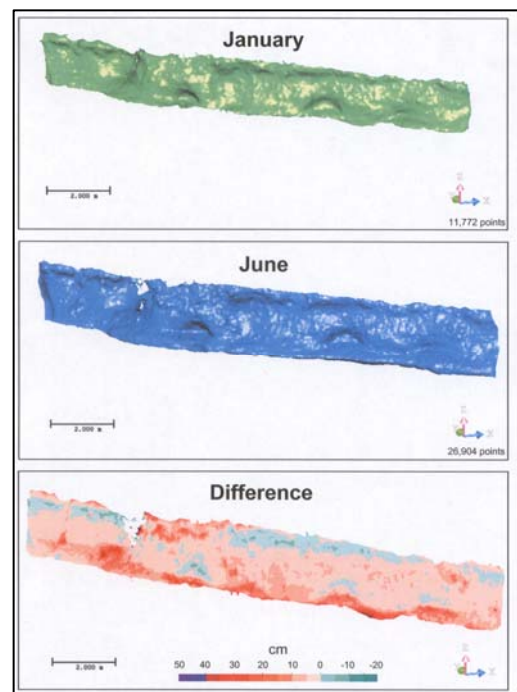 January
2.000 m
Z
X
11,772 points
June
2.000 m
Z
X
26,904 points
Difference
cm
50 40 30 20 10 0 -10 -20
2.000 m
Z
X